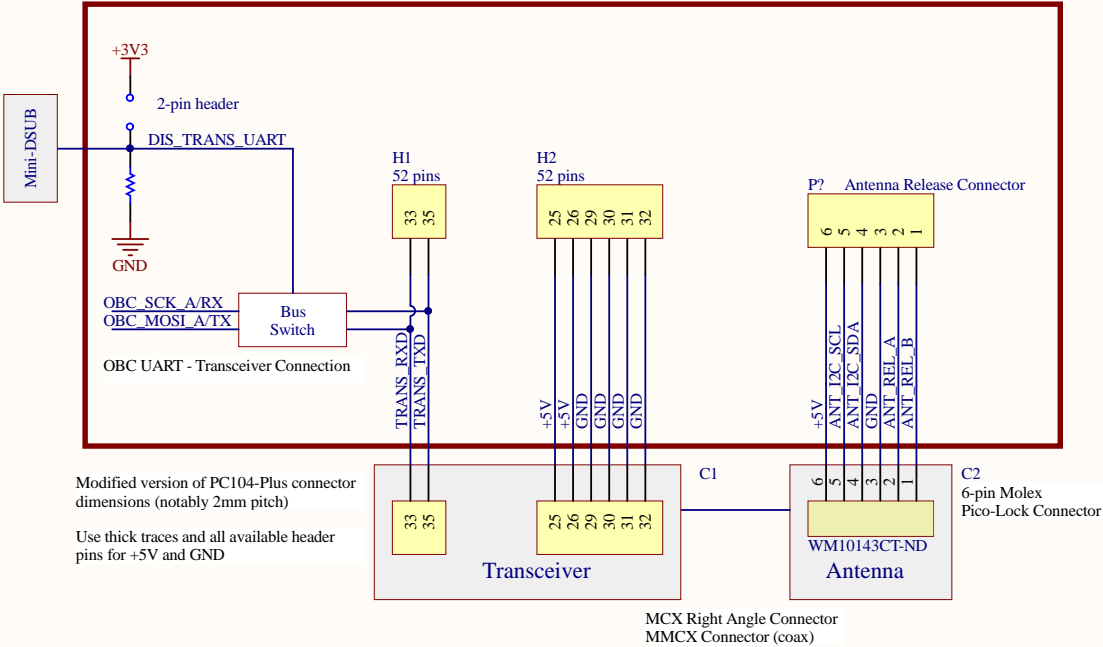 +3V3
2-pin header
Mini-DSUB
DIS_TRANS_UART
GND
OBC_SCK_A/RX
OBC_MOSI_A/TX
Bus
Switch
OBC UART - Transceiver Connection
H1
52 pins
33 35
TRANS_RXD
TRANS_TXD
H2
52 pins
25 26 29 30 31 32
+5V
+5V
GND
GND
GND
GND
P? Antenna Release Connector
6 5 4 3 2 1
+5V
ANT_I2C_SCL
ANT_I2C_SDA
GND
ANT_REL_A
ANT_REL_B
Modified version of PC104-Plus connector
dimensions (notably 2mm pitch)
Use thick traces and all available header
pins for +5V and GND
C1
33 35
25 26 29 30 31 32
Transceiver
C2
6-pin Molex
Pico-Lock Connector
6 5 4 3 2 1
WM10143CT-ND
Antenna
MCX Right Angle Connector
MMCX Connector (coax)